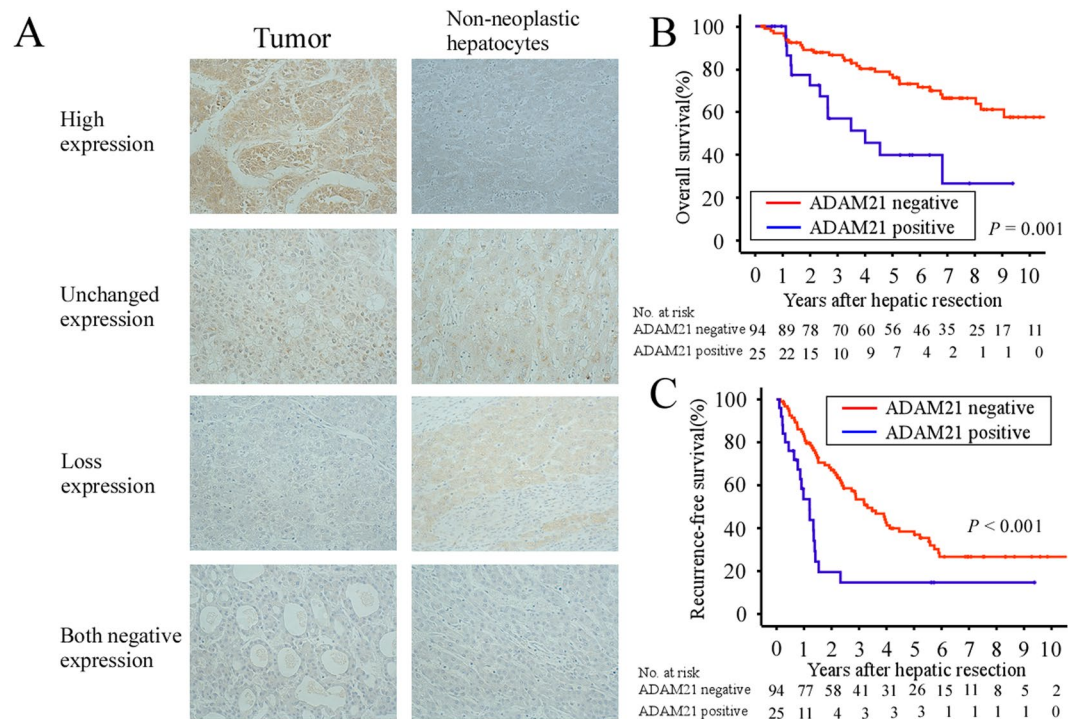 A
Tumor
Non-neoplastic
hepatocytes
High
expression
Unchanged
expression
Loss
expression
Both negative
expression
B
Overall survival(%)
100
80
60
40
20
0
ADAM21 negative
ADAM21 positive
P = 0.001
0 1 2 3 4 5 6 7 8 9 10
Years after hepatic resection
No. at risk
ADAM21 negative 94 89 78 70 60 56 46 35 25 17 11
ADAM21 positive 25 22 15 10 9 7 4 2 1 1 0
C
Recurrence-free survival(%)
100
80
60
40
20
0
ADAM21 negative
ADAM21 positive
P < 0.001
0 1 2 3 4 5 6 7 8 9 10
Years after hepatic resection
No. at risk
ADAM21 negative 94 77 58 41 31 26 15 11 8 5 2
ADAM21 positive 25 11 4 3 3 3 1 1 1 1 0